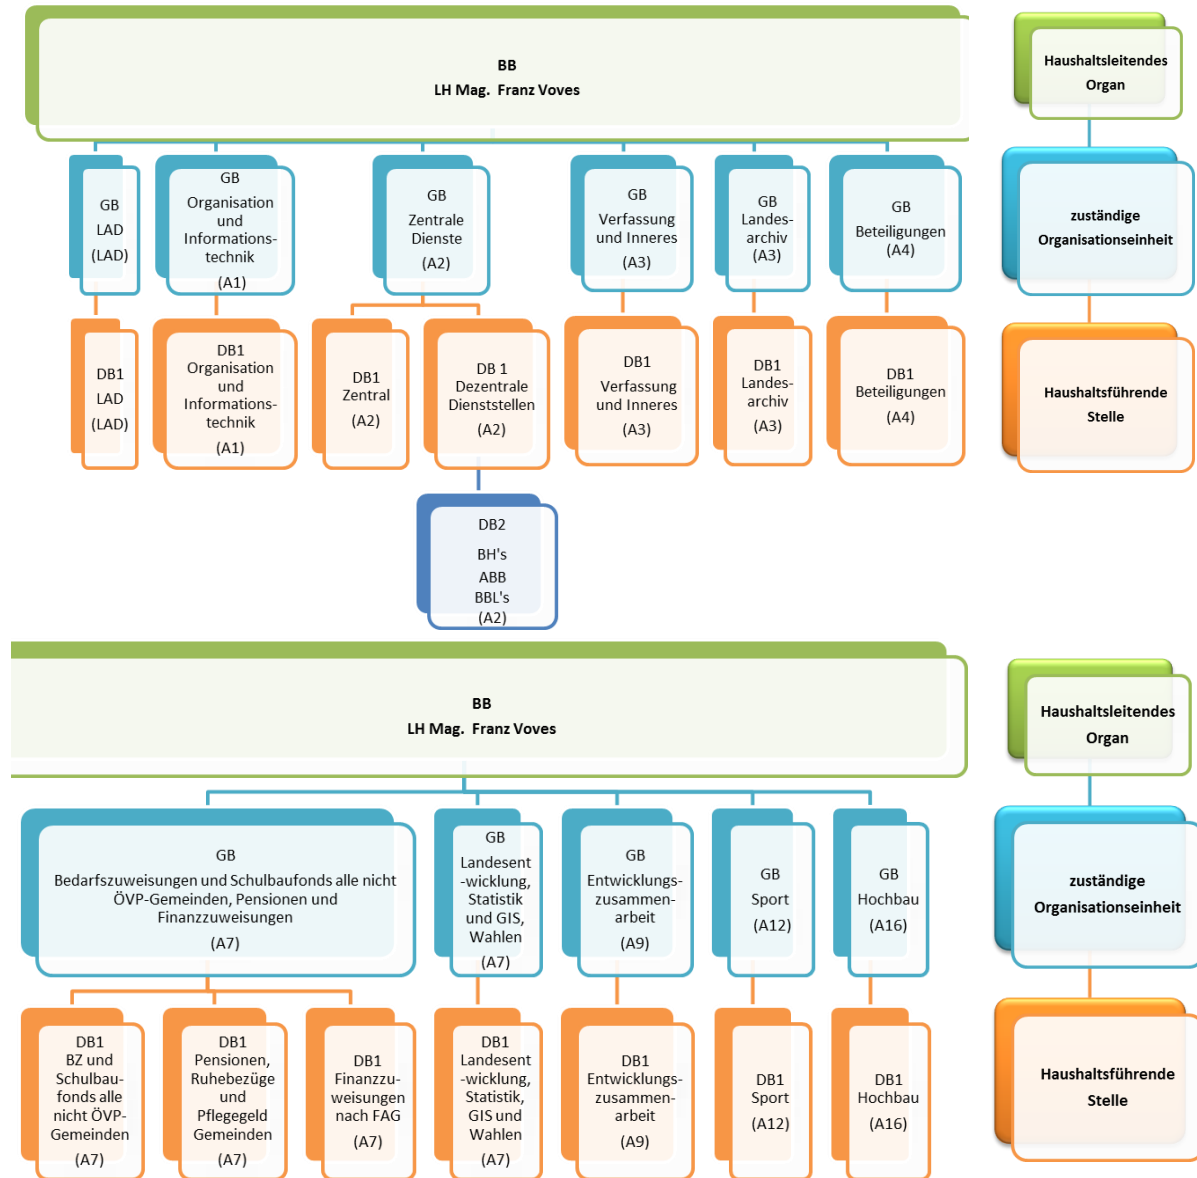 BB
LH Mag. Franz Voves
Haushaltsleitendes
Organ
GB
LAD
(LAD)
GB
Organisation
und
Informations-
technik
(A1)
GB
Zentrale
Dienste
(A2)
GB
Verfassung
und Inneres
(A3)
GB
Landes-
archiv
(A3)
GB
Beteiligungen
(A4)
zuständige
Organisationseinheit
DB1
LAD
(LAD)
DB1
Organisation
und
Informations-
technik
(A1)
DB1
Zentral
(A2)
DB 1
Dezentrale
Dienststellen
(A2)
DB1
Verfassung
und Inneres
(A3)
DB1
Landes-
archiv
(A3)
DB1
Beteiligungen
(A4)
Haushaltsführende
Stelle
DB2
BH's
ABB
BBL's
(A2)
BB
LH Mag. Franz Voves
Haushaltsleitendes
Organ
GB
Bedarfszuweisungen und Schulbaufonds alle nicht
ÖVP-Gemeinden, Pensionen und
Finanzzuweisungen
(A7)
GB
Landesent
-wicklung,
Statistik
und GIS,
Wahlen
(A7)
GB
Entwicklungs-
zusammen-
arbeit
(A9)
GB
Sport
(A12)
GB
Hochbau
(A16)
zuständige
Organisationseinheit
DB1
BZ und
Schulbau-
fonds alle
nicht ÖVP-
Gemeinden
(A7)
DB1
Pensionen,
Ruhebezüge
und
Pflegegeld
Gemeinden
(A7)
DB1
Finanzzu-
weisungen
nach FAG
(A7)
DB1
Landesent
-wicklung,
Statistik,
GIS und
Wahlen
(A7)
DB1
Entwicklungs-
zusammen-
arbeit
(A9)
DB1
Sport
(A12)
DB1
Hochbau
(A16)
Haushaltsführende
Stelle